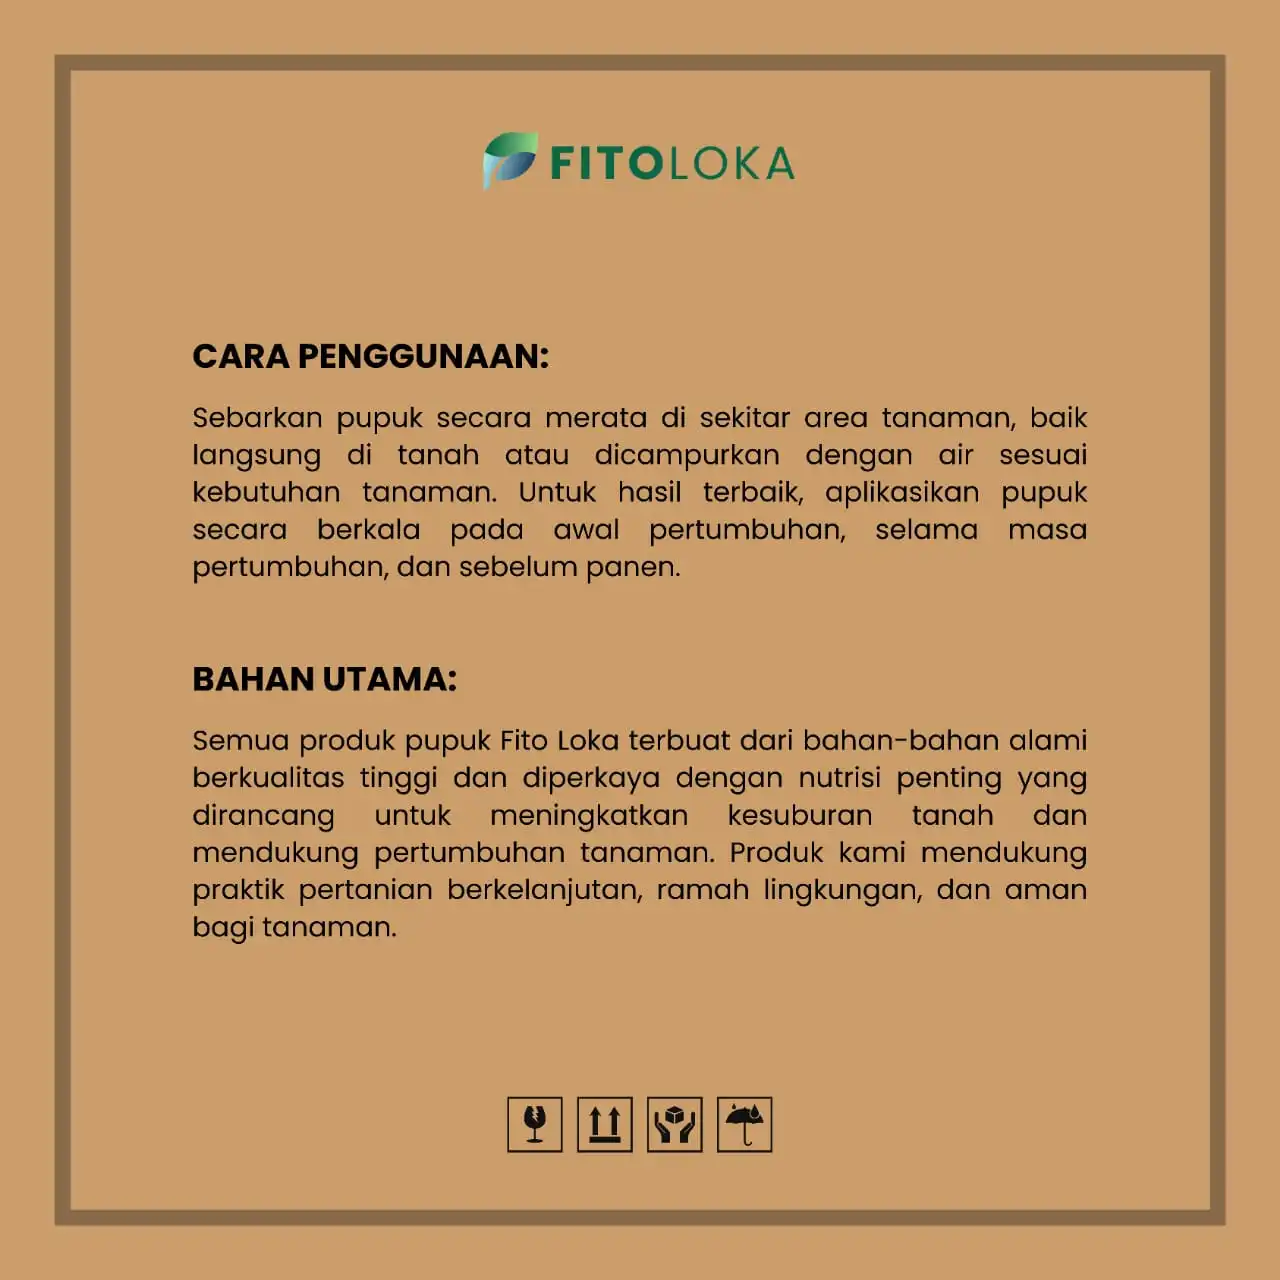 FITOLOKA
CARA PENGGUNAAN:
Sebarkan pupuk secara merata di sekitar area tanaman, baik
langsung di tanah atau dicampurkan dengan air sesuai
kebutuhan tanaman. Untuk hasil terbaik, aplikasikan pupuk
secara berkala pada awal pertumbuhan, selama masa
pertumbuhan, dan sebelum panen.
BAHAN UTAMA:
Semua produk pupuk Fito Loka terbuat dari bahan-bahan alami
berkualitas tinggi dan diperkaya dengan nutrisi penting yang
dirancang untuk meningkatkan kesuburan tanah dan
mendukung pertumbuhan tanaman. Produk kami mendukung
praktik pertanian berkelanjutan, ramah lingkungan, dan aman
bagi tanaman.